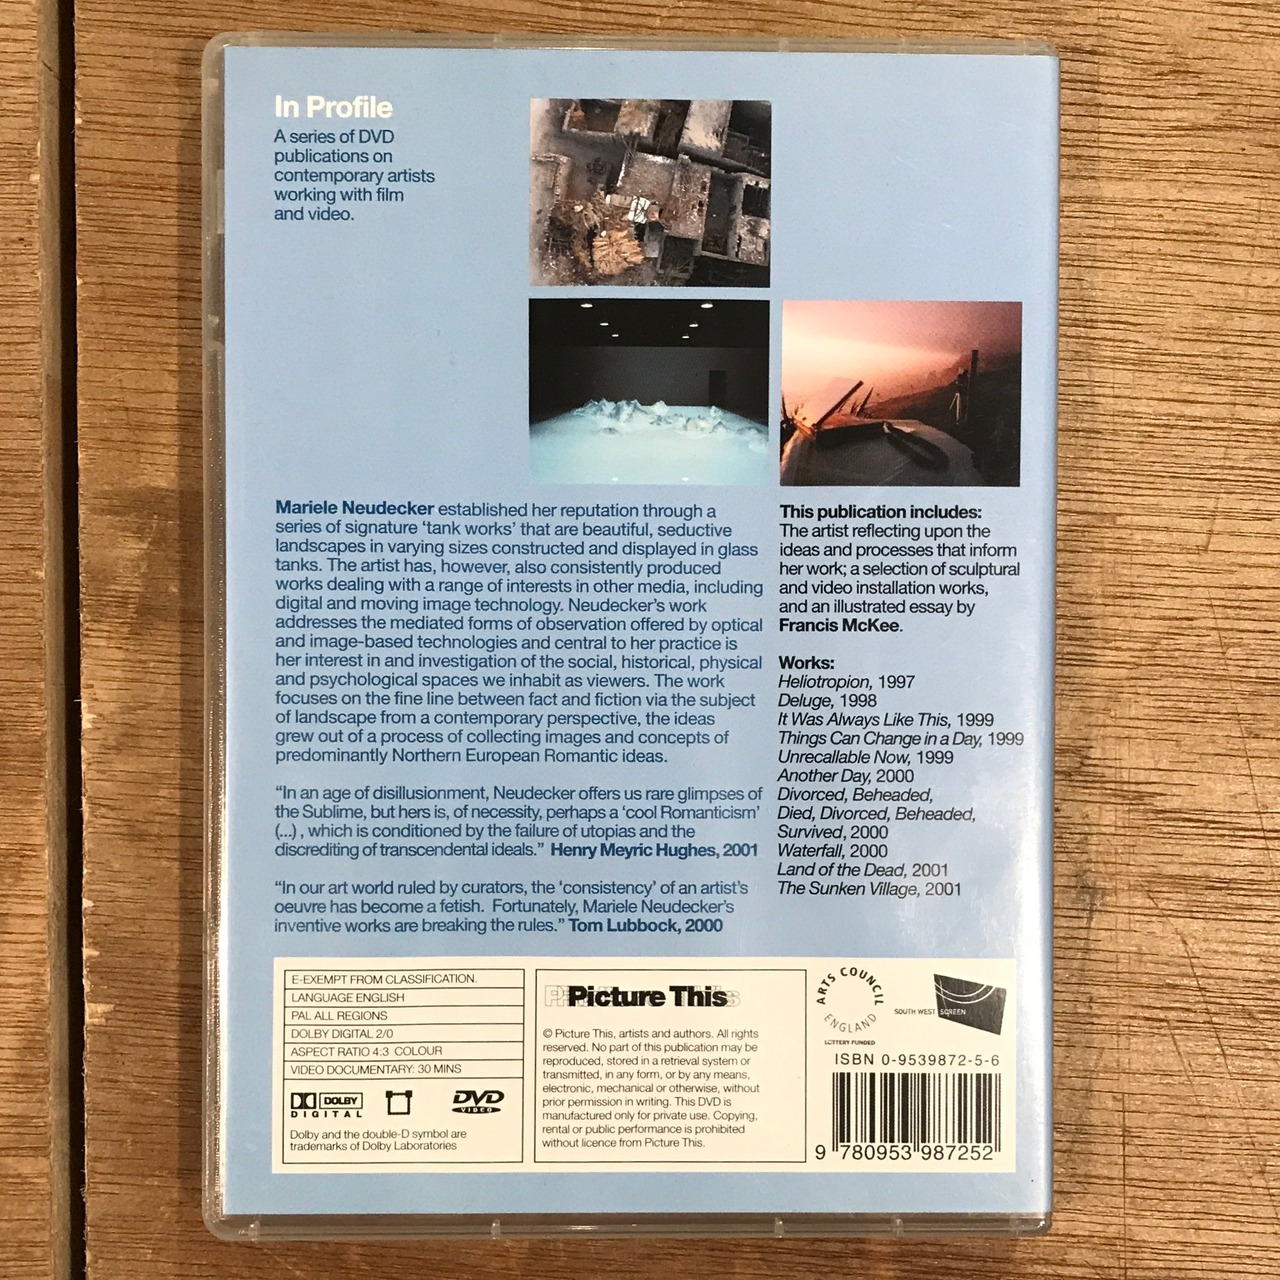 In Profile
A series of DVD
publications on
contemporary artists
working with film
and video.
Mariele Neudecker established her reputation through a
series of signature ‘tank works’ that are beautiful, seductive
landscapes in varying sizes constructed and displayed in glass
tanks. The artist has, however, also consistently produced
works dealing with a range of interests in other media, including
digital and moving image technology. Neudecker's work
addresses the mediated forms of observation offered by optical
and image-based technologies and central to her practice is
her interest in and investigation of the social, historical, physical
and psychological spaces we inhabit as viewers. The work
focuses on the fine line between fact and fiction via the subject
of landscape from a contemporary perspective, the ideas
grew out of a process of collecting images and concepts of
predominantly Northern European Romantic ideas.
“In an age of disillusionment, Neudecker offers us rare glimpses of
the Sublime, but hers is, of necessity, perhaps a ‘cool Romanticism’
(...) , which is conditioned by the failure of utopias and the
discrediting of transcendental ideals.” Henry Meyric Hughes, 2001
“In our art world ruled by curators, the ‘consistency’ of an artist's
oeuvre has become a fetish. Fortunately, Mariele Neudecker's
inventive works are breaking the rules.” Tom Lubbock, 2000
This publication includes:
The artist reflecting upon the
ideas and processes that inform
her work; a selection of sculptural
and video installation works,
and an illustrated essay by
Francis McKee.
Works:
Heliotropion, 1997
Deluge, 1998
It Was Always Like This, 1999
Things Can Change in a Day, 1999
Unrecallable Now, 1999
Another Day, 2000
Divorced, Beheaded,
Died, Divorced, Beheaded,
Survived, 2000
Waterfall, 2000
Land of the Dead, 2001
The Sunken Village, 2001
E-EXEMPT FROM CLASSIFICATION.
LANGUAGE ENGLISH
PAL ALL REGIONS
DOLBY DIGITAL 2/0
ASPECT RATIO 4:3 COLOUR
VIDEO DOCUMENTARY: 30 MINS
DOLBY
DIGITAL
DVD
VIDEO
Dolby and the double-D symbol are
trademarks of Dolby Laboratories
Picture This
© Picture This, artists and authors. All rights
reserved. No part of this publication may be
reproduced, stored in a retrieval system or
transmitted, in any form, or by any means,
electronic, mechanical or otherwise, without
prior permission in writing. This DVD is
manufactured only for private use. Copying,
rental or public performance is prohibited
without licence from Picture This.
ARTS COUNCIL
ENGLAND
LOTTERY FUNDED
SOUTH WEST SCREEN
ISBN 0-9539872-5-6
9 780953 987252